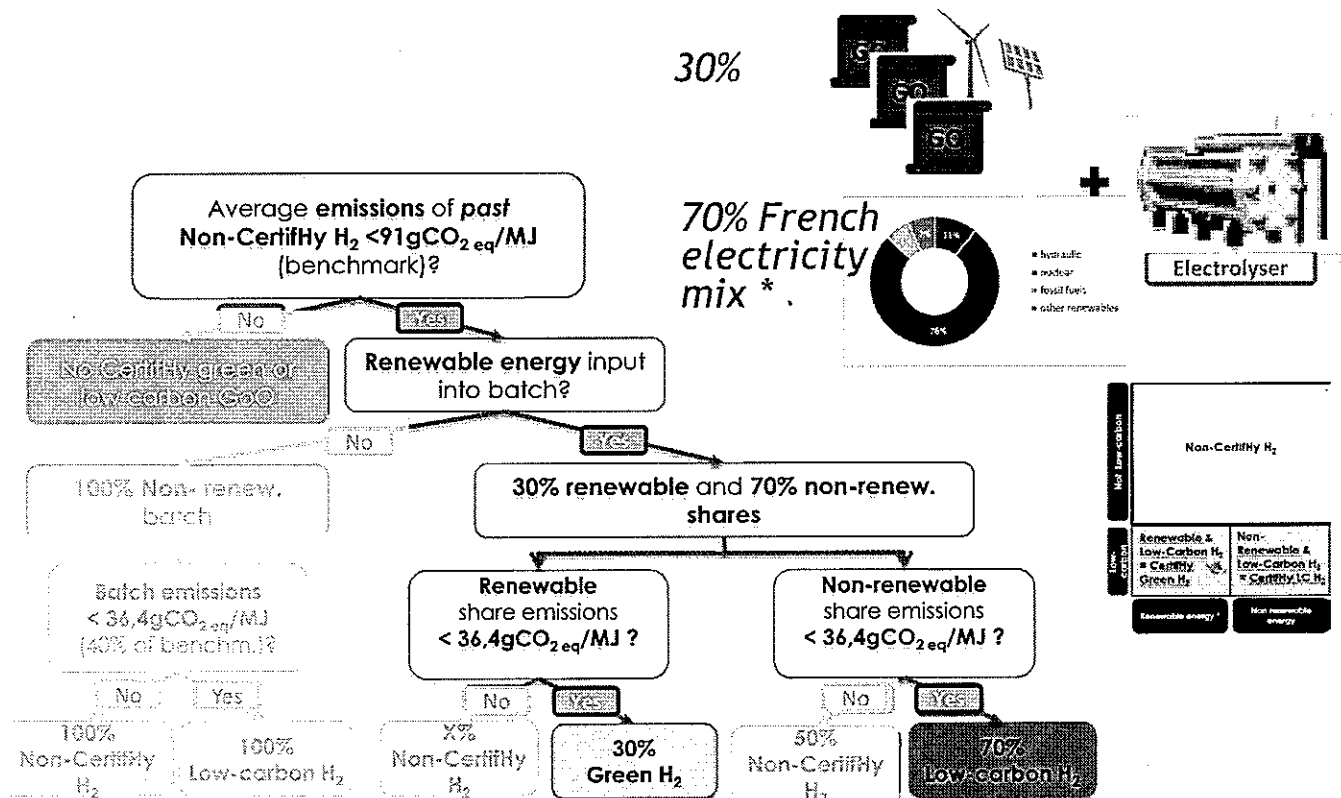 30%
GO
GO
GO
+
70% French
electricity
mix * .
11%
76%
hydraulic
nuclear
fossil fuels
other renewables
Electrolyser
Average emissions of past
Non-CertifHy H₂ <91gCO₂ eq/MJ
(benchmark)?
No
Yes
No CertifHy green or
low-carbon GoO
Renewable energy input
into batch?
No
Yes
100% Non- renew.
batch
30% renewable and 70% non-renew.
shares
Batch emissions
< 36,4gCO₂ eq/MJ
(40% of benchm.)?
Renewable
share emissions
< 36,4gCO₂ eq/MJ ?
Non-renewable
share emissions
< 36,4gCO₂ eq/MJ ?
No
Yes
No
Yes
No
Yes
100%
Non-CertifHy
H₂
100%
Low-carbon H₂
X%
Non-CertifHy
H₂
30%
Green H₂
50%
Non-CertifHy
H₂
70%
Low-carbon H₂
Not Low-carbon
Non-CertifHy H₂
Low-carbon
Renewable &
Low-Carbon H₂
= CertifHy
Green H₂
Non-
Renewable &
Low-Carbon H₂
= CertifHy LC H₂
Renewable energy *
Non renewable
energy